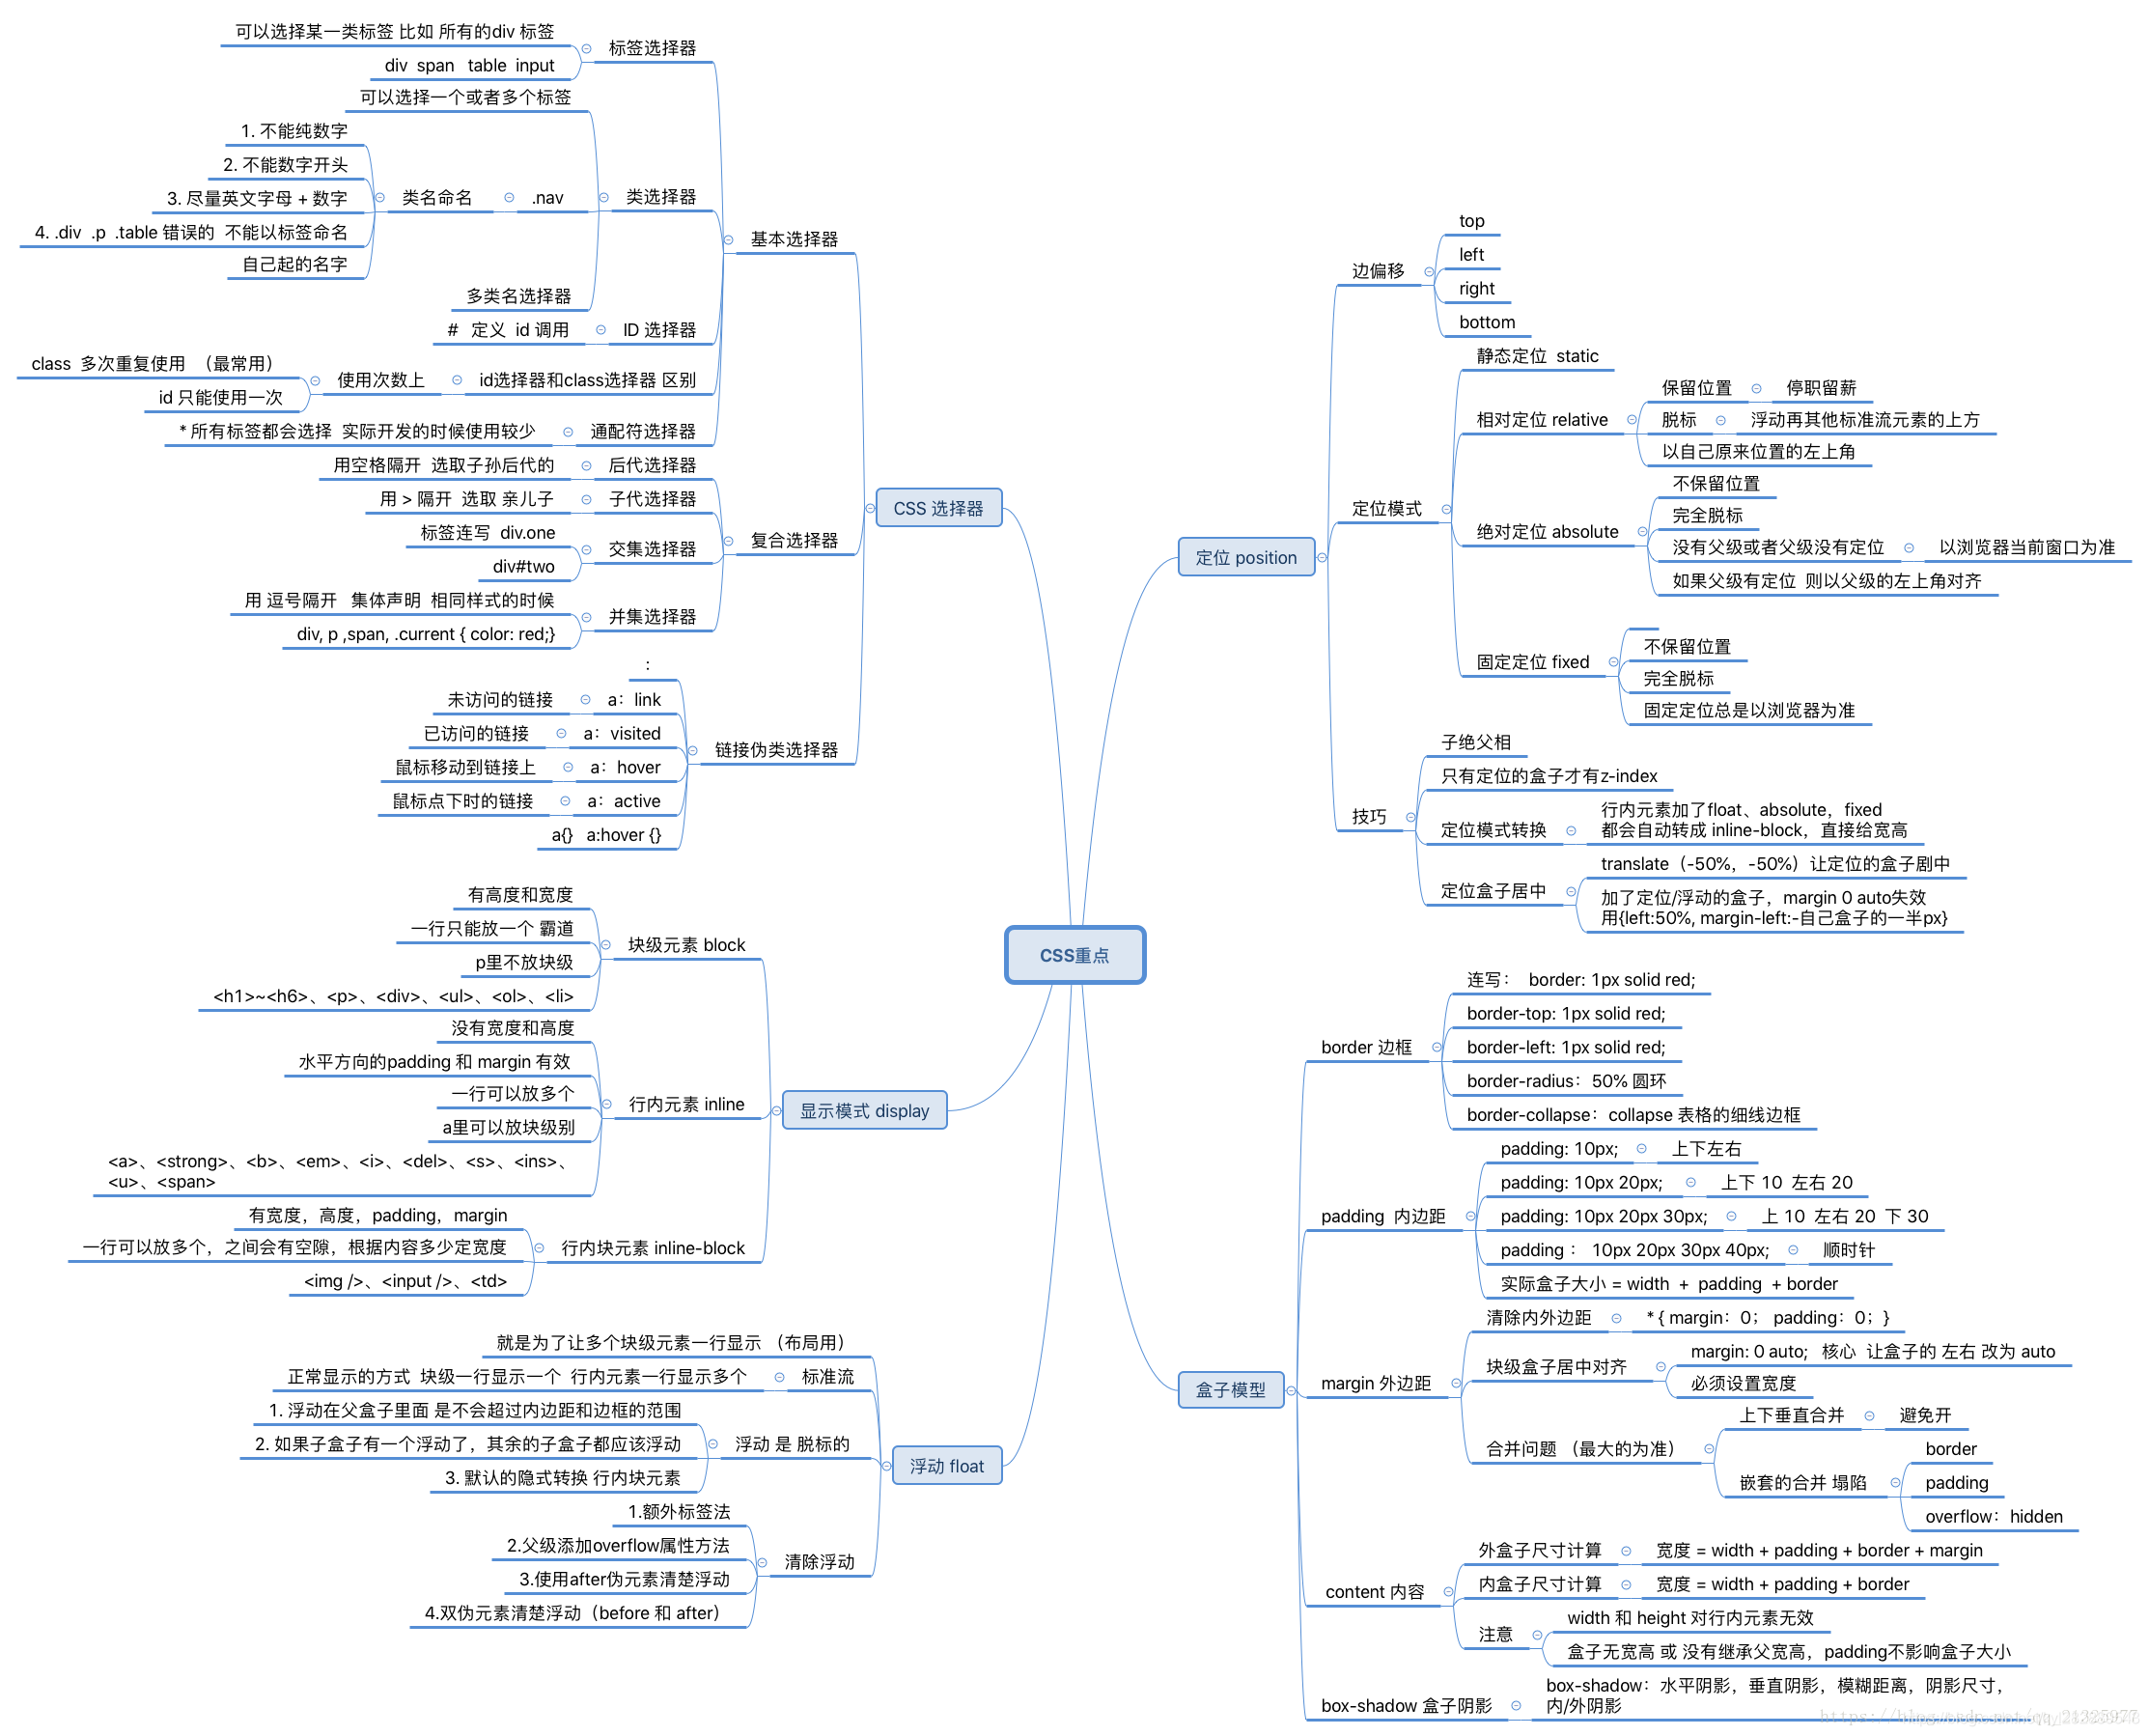 CSS重点
CSS 选择器
基本选择器
标签选择器
可以选择某一类标签 比如 所有的div 标签
div span table input
类选择器
可以选择一个或者多个标签
.nav
类名命名
1. 不能纯数字
2. 不能数字开头
3. 尽量英文字母 + 数字
4. .div .p .table 错误的 不能以标签命名
自己起的名字
多类名选择器
ID 选择器
# 定义 id 调用
id选择器和class选择器 区别
使用次数上
class 多次重复使用 （最常用）
id 只能使用一次
通配符选择器
* 所有标签都会选择 实际开发的时候使用较少
复合选择器
后代选择器
用空格隔开 选取子孙后代的
子代选择器
用 > 隔开 选取 亲儿子
交集选择器
标签连写 div.one
div#two
并集选择器
用 逗号隔开 集体声明 相同样式的时候
div, p ,span, .current { color: red;}
链接伪类选择器
：
a：link
未访问的链接
a：visited
已访问的链接
a：hover
鼠标移动到链接上
a：active
鼠标点下时的链接
a{} a:hover {}
显示模式 display
块级元素 block
有高度和宽度
一行只能放一个 霸道
p里不放块级
<h1>~<h6>、<p>、<div>、<ul>、<ol>、<li>
行内元素 inline
没有宽度和高度
水平方向的padding 和 margin 有效
一行可以放多个
a里可以放块级别
<a>、<strong>、<b>、<em>、<i>、<del>、<s>、<ins>、
<u>、<span>
行内块元素 inline-block
有宽度，高度，padding，margin
一行可以放多个，之间会有空隙，根据内容多少定宽度
<img />、<input />、<td>
浮动 float
就是为了让多个块级元素一行显示 （布局用）
标准流
正常显示的方式 块级一行显示一个 行内元素一行显示多个
浮动 是 脱标的
1. 浮动在父盒子里面 是不会超过内边距和边框的范围
2. 如果子盒子有一个浮动了，其余的子盒子都应该浮动
3. 默认的隐式转换 行内块元素
清除浮动
1.额外标签法
2.父级添加overflow属性方法
3.使用after伪元素清楚浮动
4.双伪元素清楚浮动（before 和 after）
定位 position
边偏移
top
left
right
bottom
定位模式
静态定位 static
相对定位 relative
保留位置
停职留薪
脱标
浮动再其他标准流元素的上方
以自己原来位置的左上角
绝对定位 absolute
不保留位置
完全脱标
没有父级或者父级没有定位
以浏览器当前窗口为准
如果父级有定位 则以父级的左上角对齐
固定定位 fixed
不保留位置
完全脱标
固定定位总是以浏览器为准
技巧
子绝父相
只有定位的盒子才有z-index
定位模式转换
行内元素加了float、absolute，fixed
都会自动转成 inline-block，直接给宽高
定位盒子居中
translate（-50%，-50%）让定位的盒子剧中
加了定位/浮动的盒子，margin 0 auto失效
用{left:50%, margin-left:-自己盒子的一半px}
盒子模型
border 边框
连写： border: 1px solid red;
border-top: 1px solid red;
border-left: 1px solid red;
border-radius：50% 圆环
border-collapse：collapse 表格的细线边框
padding 内边距
padding: 10px;
上下左右
padding: 10px 20px;
上下 10 左右 20
padding: 10px 20px 30px;
上 10 左右 20 下 30
padding： 10px 20px 30px 40px;
顺时针
实际盒子大小 = width + padding + border
margin 外边距
清除内外边距
* { margin：0； padding：0；}
块级盒子居中对齐
margin: 0 auto; 核心 让盒子的 左右 改为 auto
必须设置宽度
合并问题 （最大的为准）
上下垂直合并
避免开
嵌套的合并 塌陷
border
padding
overflow：hidden
content 内容
外盒子尺寸计算
宽度 = width + padding + border + margin
内盒子尺寸计算
宽度 = width + padding + border
注意
width 和 height 对行内元素无效
盒子无宽高 或 没有继承父宽高，padding不影响盒子大小
box-shadow 盒子阴影
box-shadow：水平阴影，垂直阴影，模糊距离，阴影尺寸，
内/外阴影